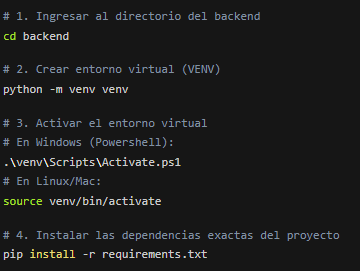 # 1. Ingresar al directorio del backend
cd backend
# 2. Crear entorno virtual (VENV)
python -m venv venv
# 3. Activar el entorno virtual
# En Windows (Powershell):
.\venv\Scripts\Activate.ps1
# En Linux/Mac:
source venv/bin/activate
# 4. Instalar las dependencias exactas del proyecto
pip install -r requirements.txt